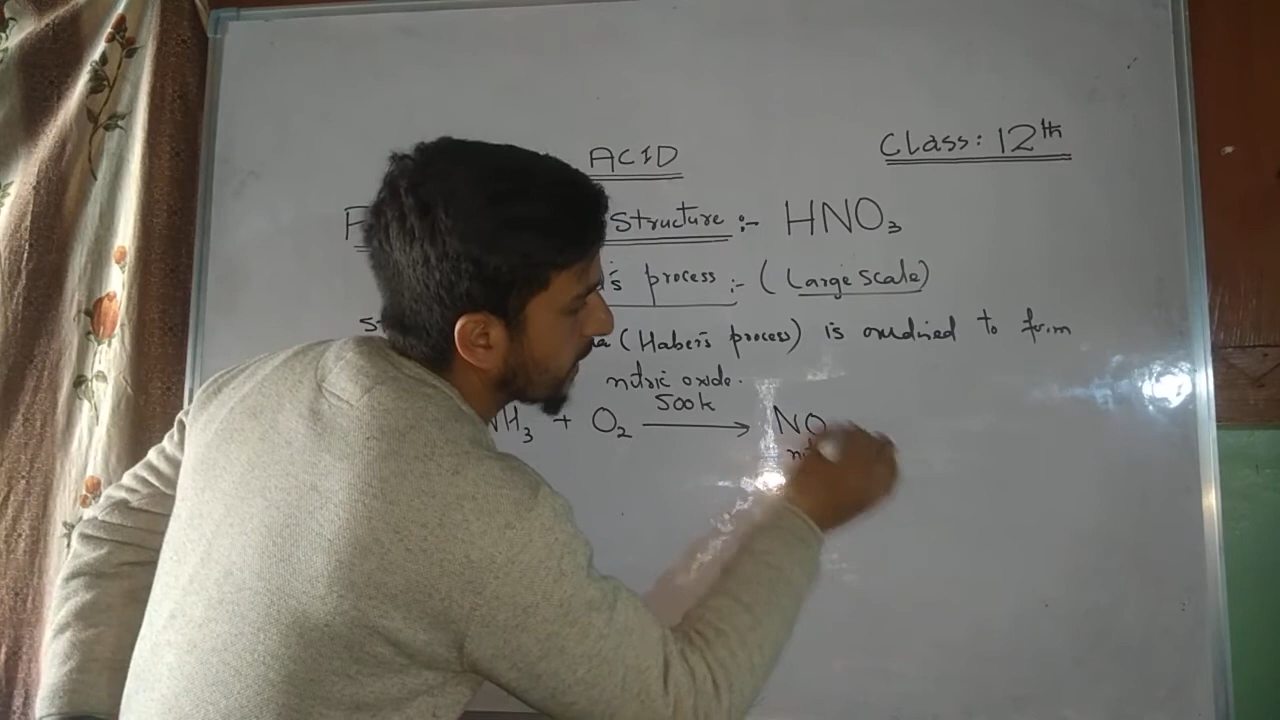 ACID
Class: 12th
Structure :- HNO₃
's process :- (Large Scale)
(Haber's process) is oxidized to form
nitric oxide.
500k
NH₃ + O₂ ⟶ NO